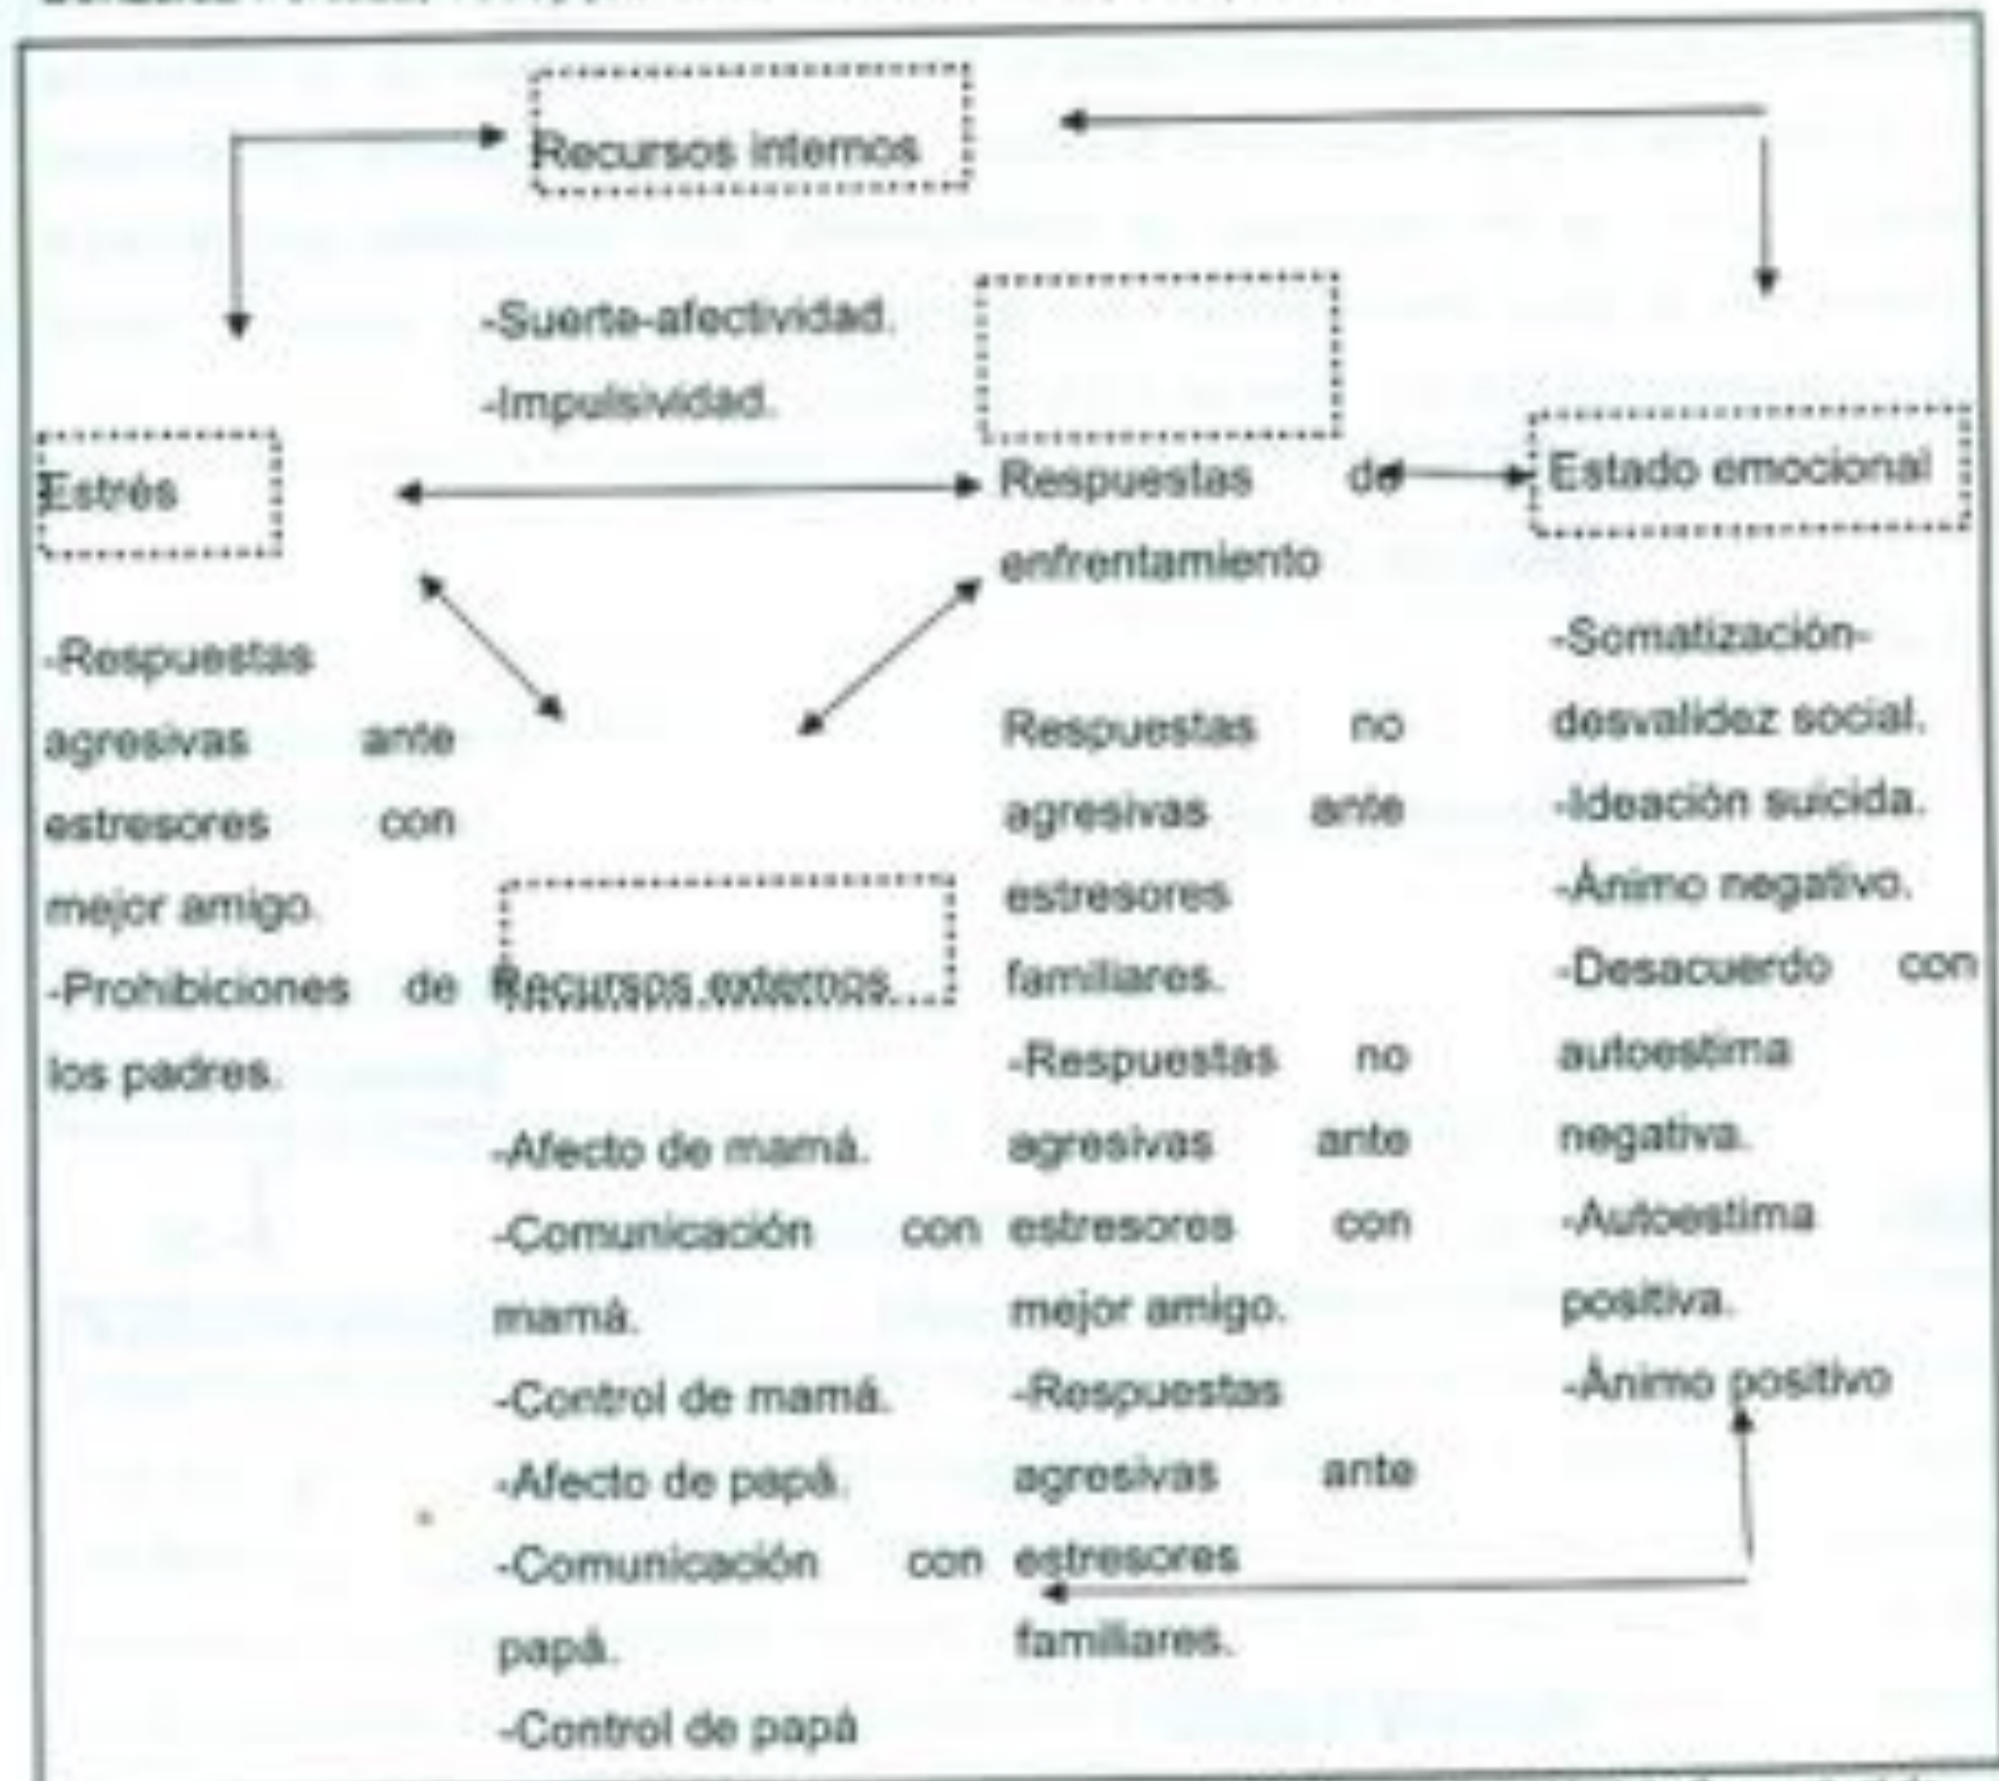 Recursos internos
-Suerte-afectividad.
-Impulsividad.
Estrés
-Respuestas
agresivas ante
estresores con
mejor amigo.
-Prohibiciones de
los padres.
Recursos externos
-Afecto de mamá.
-Comunicación con
mamá.
-Control de mamá.
-Afecto de papá.
-Comunicación con
papá.
-Control de papá
Respuestas de
enfrentamiento
Respuestas no
agresivas ante
estresores
familiares.
-Respuestas no
agresivas ante
estresores con
mejor amigo.
-Respuestas
agresivas ante
estresores
familiares.
Estado emocional
-Somatización-
desvalidez social.
-Ideación suicida.
-Ánimo negativo.
-Desacuerdo con
autoestima
negativa.
-Autoestima
positiva.
-Ánimo positivo